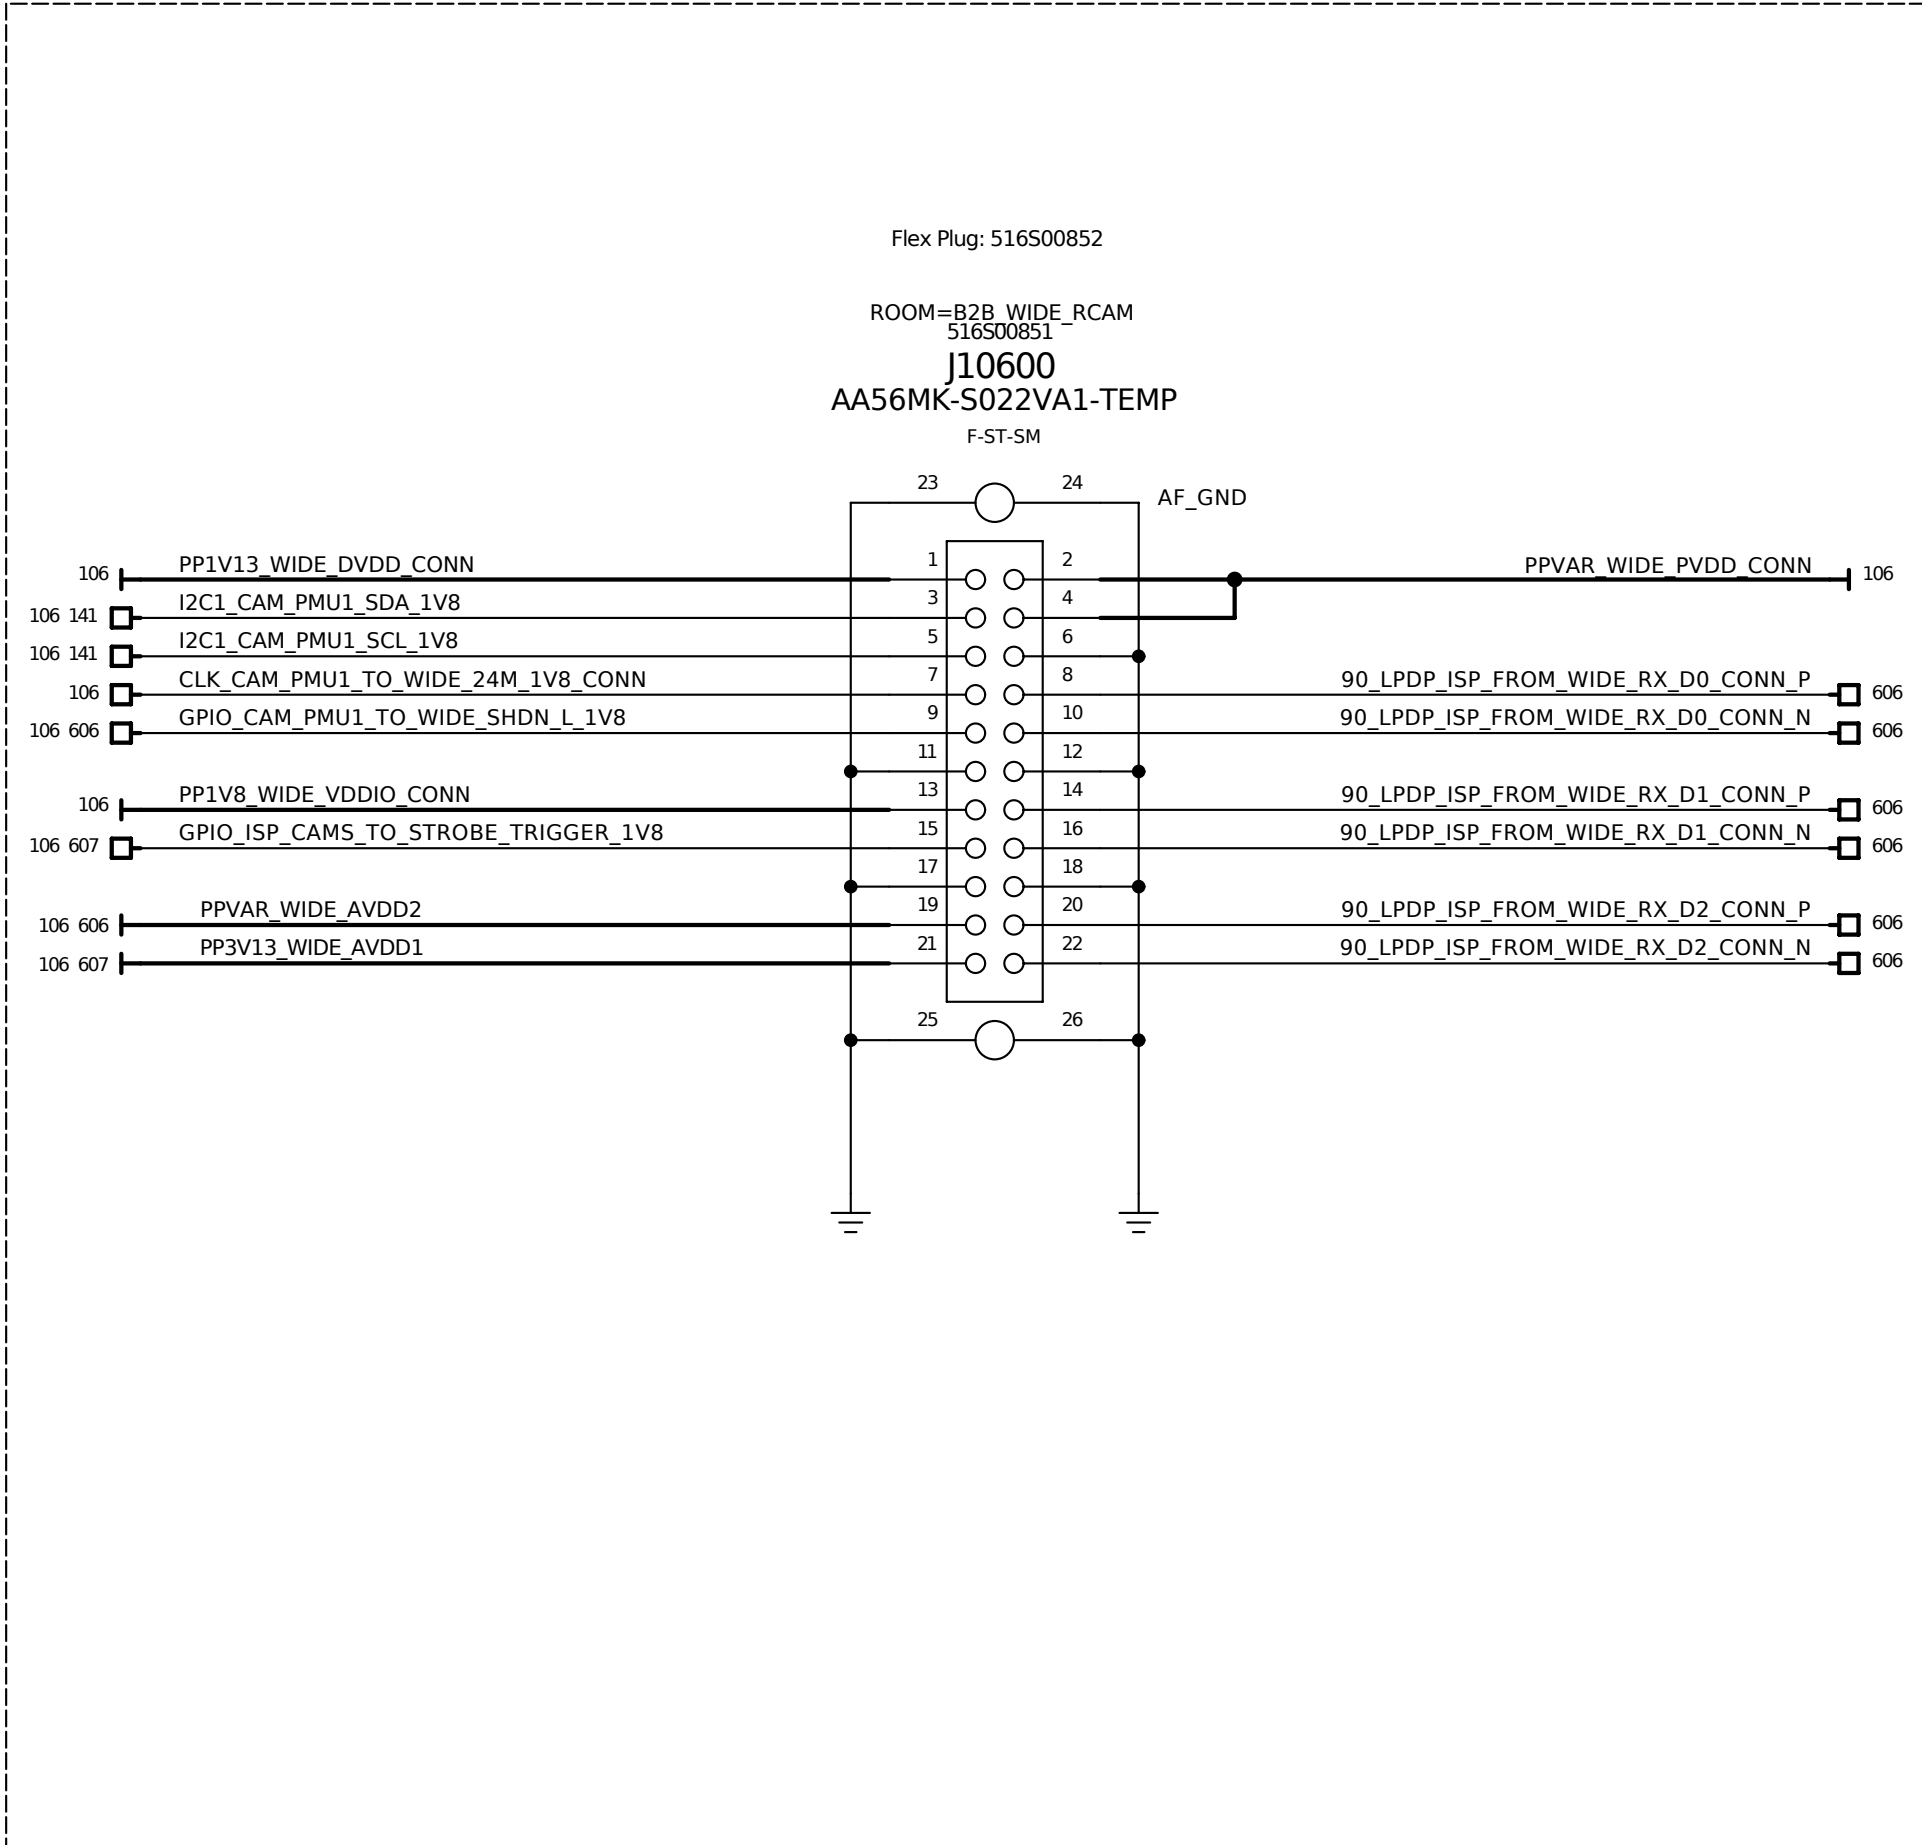 Flex Plug: 516S00852
ROOM=B2B_WIDE_RCAM
516S00851
J10600
AA56MK-S022VA1-TEMP
F-ST-SM
23 24 AF_GND
106 PP1V13_WIDE_DVDD_CONN 1 2 PPVAR_WIDE_PVDD_CONN 106
106 141 I2C1_CAM_PMU1_SDA_1V8 3 4
106 141 I2C1_CAM_PMU1_SCL_1V8 5 6
106 CLK_CAM_PMU1_TO_WIDE_24M_1V8_CONN 7 8 90_LPDP_ISP_FROM_WIDE_RX_D0_CONN_P 606
106 606 GPIO_CAM_PMU1_TO_WIDE_SHDN_L_1V8 9 10 90_LPDP_ISP_FROM_WIDE_RX_D0_CONN_N 606
11 12
106 PP1V8_WIDE_VDDIO_CONN 13 14 90_LPDP_ISP_FROM_WIDE_RX_D1_CONN_P 606
106 607 GPIO_ISP_CAMS_TO_STROBE_TRIGGER_1V8 15 16 90_LPDP_ISP_FROM_WIDE_RX_D1_CONN_N 606
17 18
106 606 PPVAR_WIDE_AVDD2 19 20 90_LPDP_ISP_FROM_WIDE_RX_D2_CONN_P 606
106 607 PP3V13_WIDE_AVDD1 21 22 90_LPDP_ISP_FROM_WIDE_RX_D2_CONN_N 606
25 26